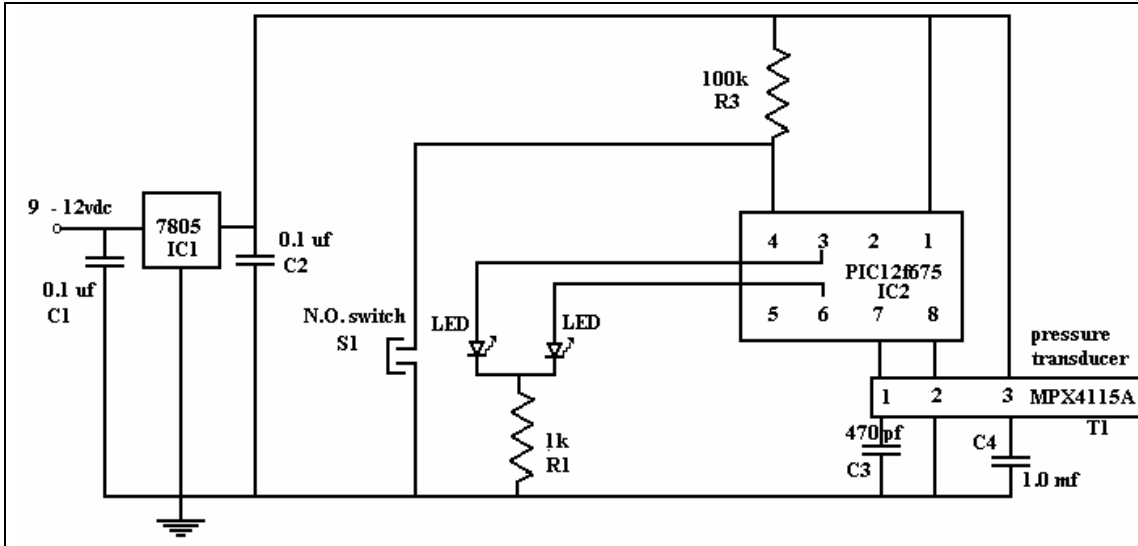 100k
R3
9 - 12vdc
7805
IC1
0.1 uf
C2
0.1 uf
C1
N.O. switch
S1
LED
LED
4 3 2 1
PIC12f675
IC2
5 6 7 8
pressure
transducer
1 2 3 MPX4115A
T1
470 pf
C3
C4
1.0 mf
1k
R1